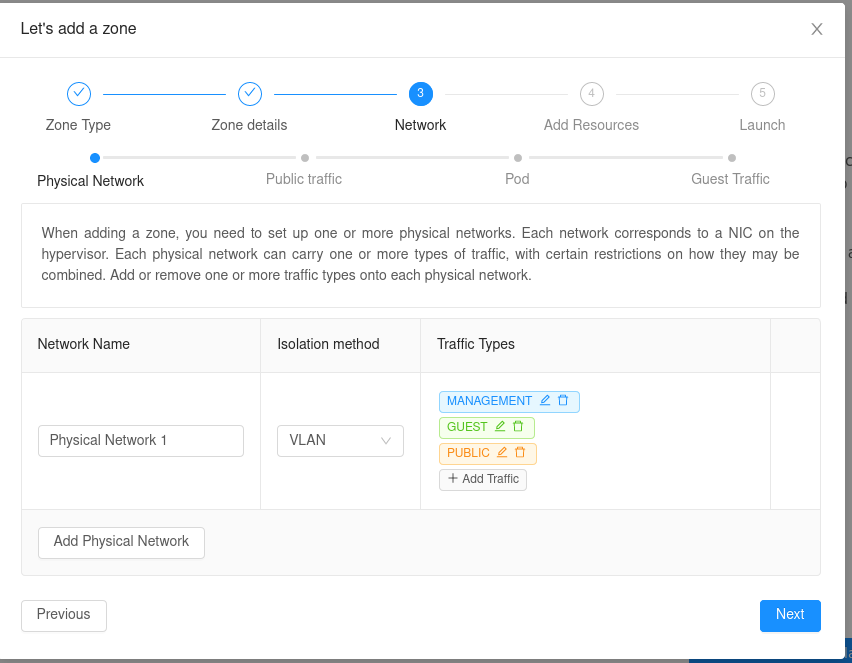 Let's add a zone
3
4
5
Zone Type
Zone details
Network
Add Resources
Launch
Physical Network
Public traffic
Pod
Guest Traffic
When adding a zone, you need to set up one or more physical networks. Each network corresponds to a NIC on the
hypervisor. Each physical network can carry one or more types of traffic, with certain restrictions on how they may be
combined. Add or remove one or more traffic types onto each physical network.
Network Name
Isolation method
Traffic Types
Physical Network 1
VLAN
MANAGEMENT
GUEST
PUBLIC
+ Add Traffic
Add Physical Network
Previous
Next